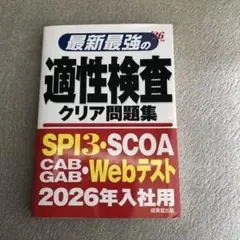 最新最強の '26
適性検査
クリア問題集
SPI3・SCOA
CAB
GAB・Webテスト
2026年入社用
成美堂出版